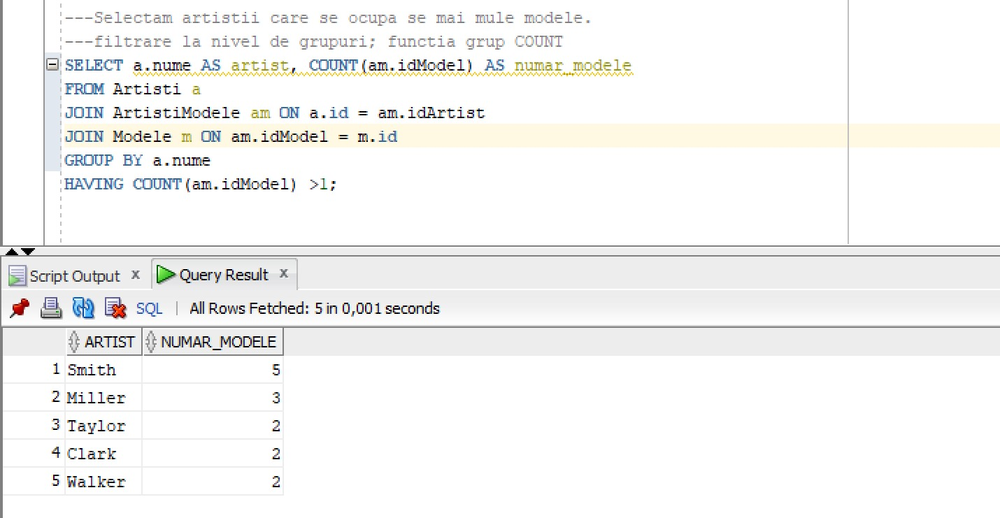 ---Selectam artistii care se ocupa se mai mule modele.
---filtrare la nivel de grupuri; functia grup COUNT
SELECT a.nume AS artist, COUNT(am.idModel) AS numar_modele
FROM Artisti a
JOIN ArtistiModele am ON a.id = am.idArtist
JOIN Modele m ON am.idModel = m.id
GROUP BY a.nume
HAVING COUNT(am.idModel) >1;
Script Output x Query Result x
SQL | All Rows Fetched: 5 in 0,001 seconds
ARTIST NUMAR_MODELE
1 Smith 5
2 Miller 3
3 Taylor 2
4 Clark 2
5 Walker 2